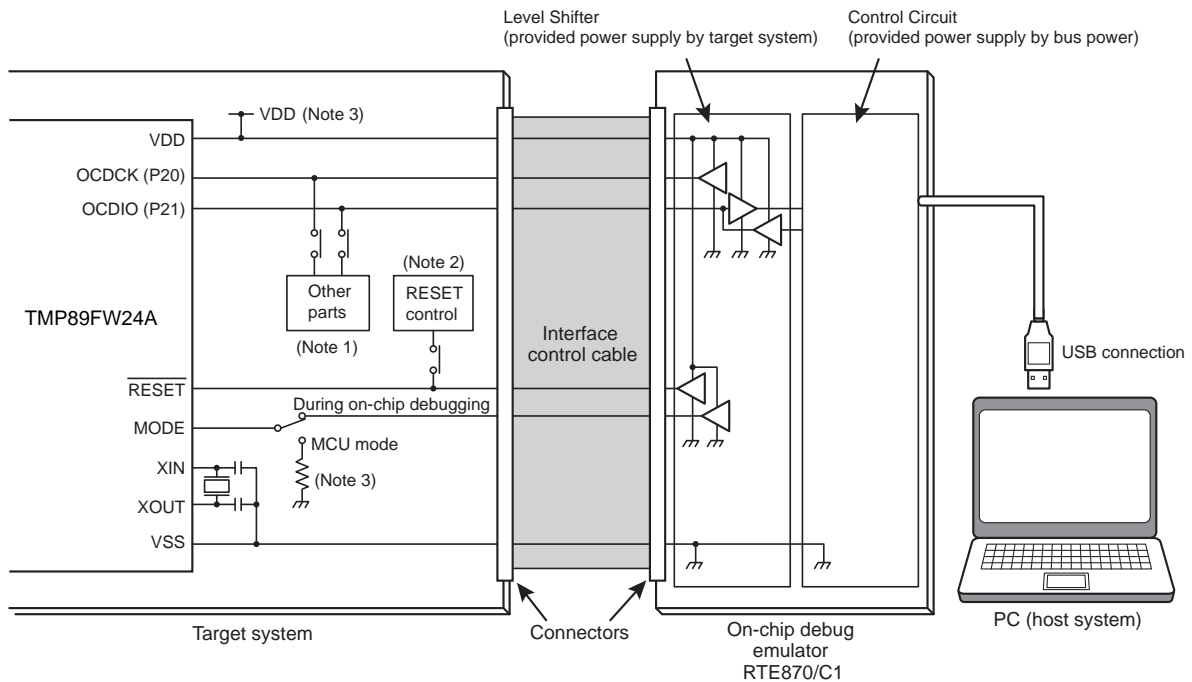 Level Shifter
(provided power supply by target system)
Control Circuit
(provided power supply by bus power)
VDD (Note 3)
VDD
OCDCK (P20)
OCDIO (P21)
(Note 2)
Other
parts
RESET
control
TMP89FW24A
(Note 1)
Interface
control cable
USB connection
RESET
During on-chip debugging
MODE
MCU mode
XIN
(Note 3)
XOUT
VSS
Target system
Connectors
On-chip debug
emulator
RTE870/C1
PC (host system)